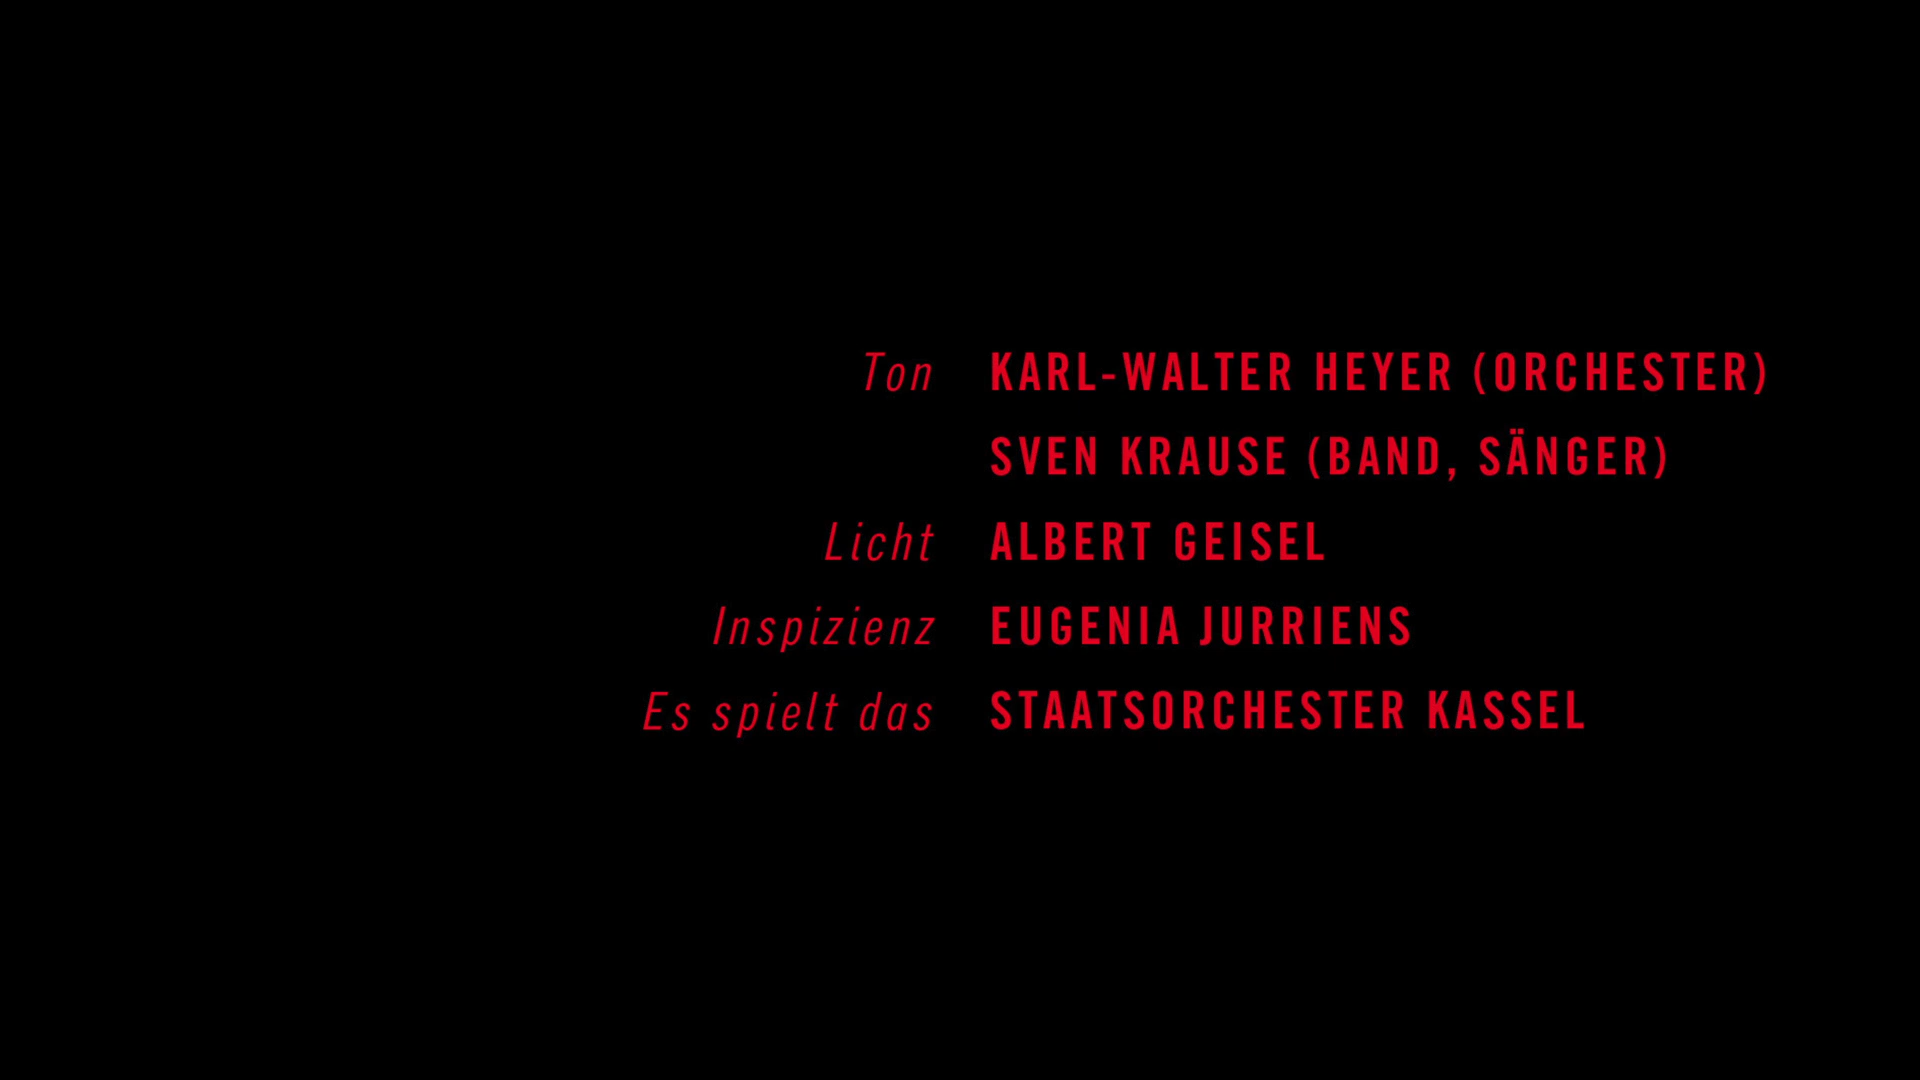 Ton KARL-WALTER HEYER (ORCHESTER)
SVEN KRAUSE (BAND, SÄNGER)
Licht ALBERT GEISEL
Inspizienz EUGENIA JURRIENS
Es spielt das STAATSORCHESTER KASSEL